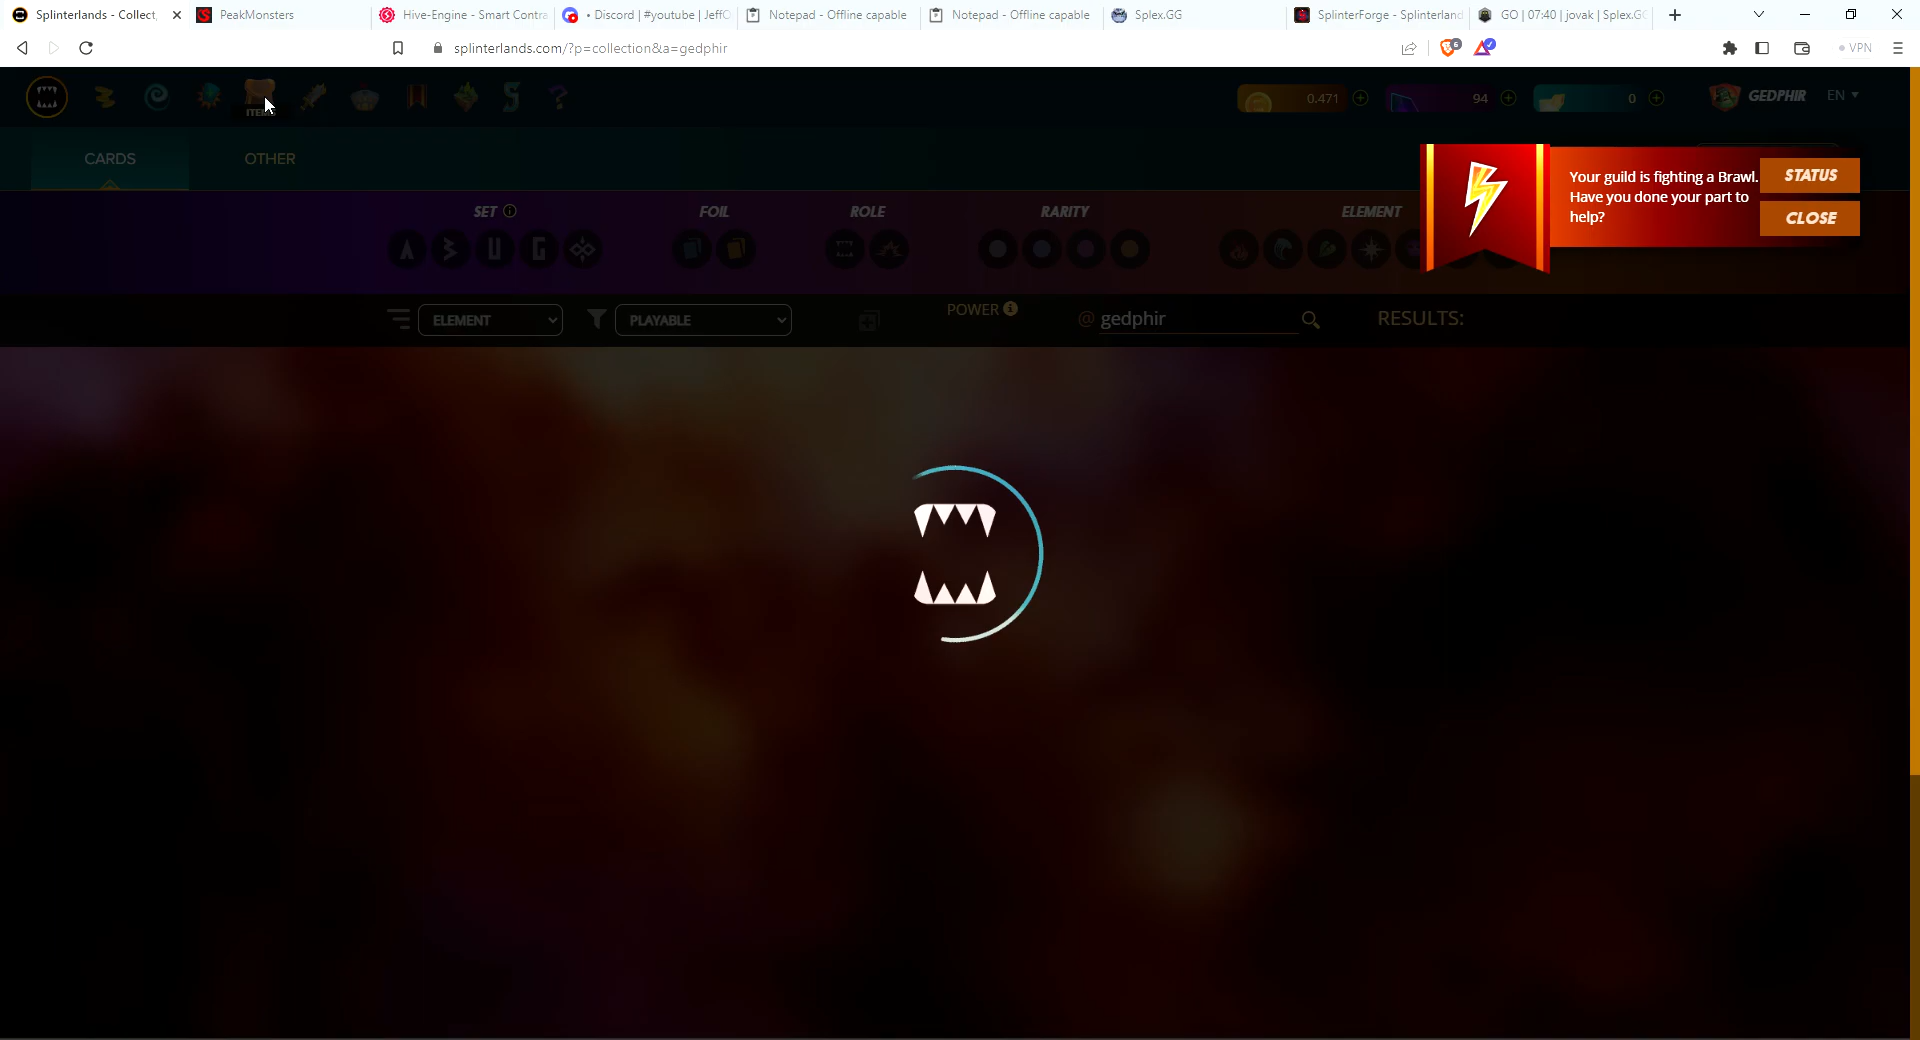 Splinterlands - Collect
PeakMonsters
Hive-Engine - Smart Contra
• Discord | #youtube | JeffO
Notepad - Offline capable
Notepad - Offline capable
Splex.GG
SplinterForge - Splinterland
GO | 07:40 | jovak | Splex.GG
splinterlands.com/?p=collection&a=gedphir
6
VPN
0.471
94
0
GEDPHIR
EN
CARDS
OTHER
Your guild is fighting a Brawl.
Have you done your part to
help?
STATUS
CLOSE
SET
FOIL
ROLE
RARITY
ELEMENT
ELEMENT
PLAYABLE
POWER
@ gedphir
RESULTS: